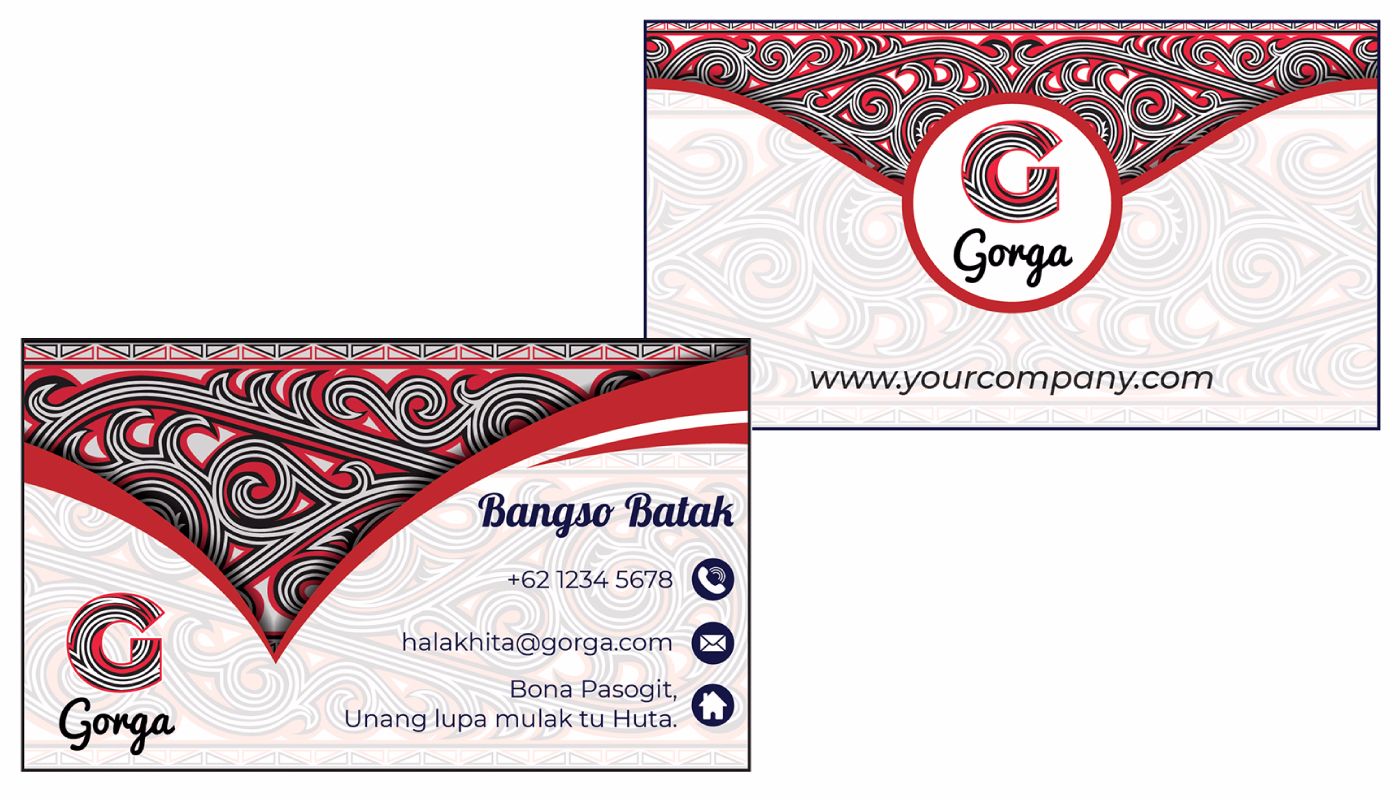 G
Gorga
www.yourcompany.com
Bangso Batak
+62 1234 5678
halakhita@gorga.com
Bona Pasogit,
Unang lupa mulak tu Huta.
G
Gorga